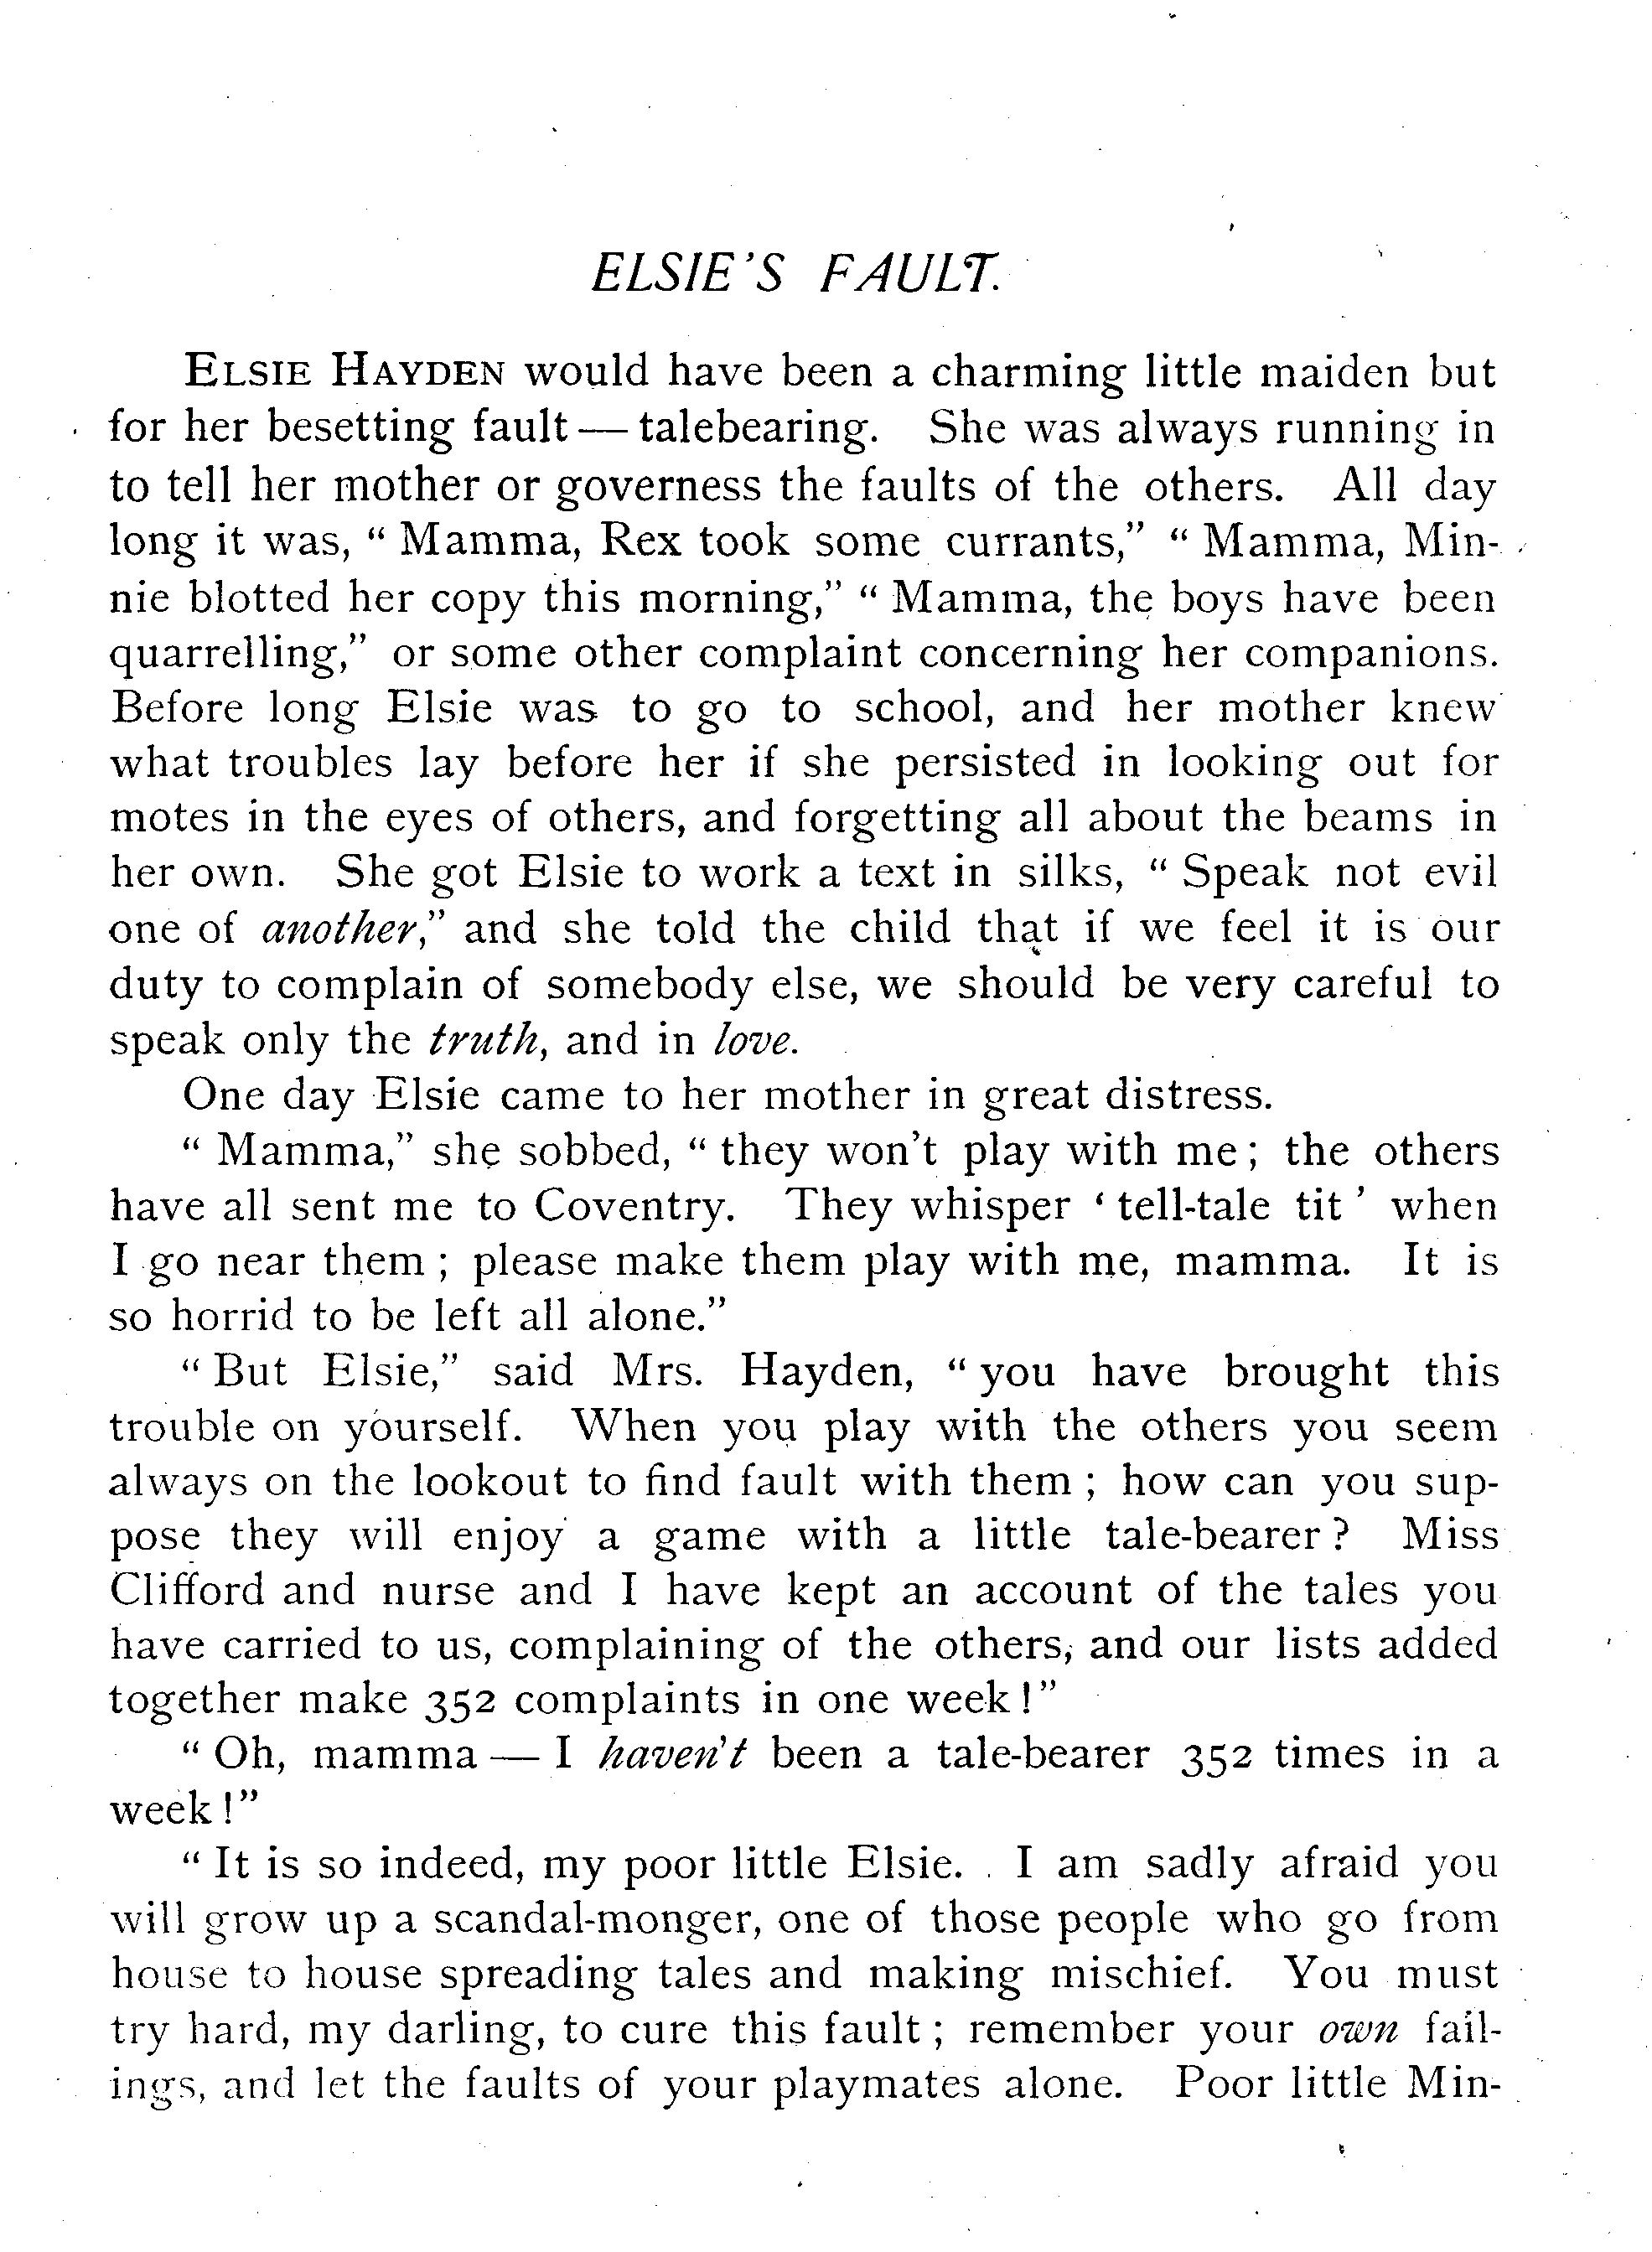 ELSIE'S FAULT.
ELSIE HAYDEN would have been a charming little maiden but
for her besetting fault — talebearing. She was always running in
to tell her mother or governess the faults of the others. All day
long it was, “ Mamma, Rex took some currants,” “ Mamma, Min-
nie blotted her copy this morning,” “ Mamma, the boys have been
quarrelling,” or some other complaint concerning her companions.
Before long Elsie was to go to school, and her mother knew
what troubles lay before her if she persisted in looking out for
motes in the eyes of others, and forgetting all about the beams in
her own. She got Elsie to work a text in silks, “ Speak not evil
one of another,” and she told the child that if we feel it is our
duty to complain of somebody else, we should be very careful to
speak only the truth, and in love.
One day Elsie came to her mother in great distress.
“ Mamma,” she sobbed, “ they won't play with me ; the others
have all sent me to Coventry. They whisper ‘ tell-tale tit ’ when
I go near them ; please make them play with me, mamma. It is
so horrid to be left all alone.”
“ But Elsie,” said Mrs. Hayden, “ you have brought this
trouble on yourself. When you play with the others you seem
always on the lookout to find fault with them ; how can you sup-
pose they will enjoy a game with a little tale-bearer ? Miss
Clifford and nurse and I have kept an account of the tales you
have carried to us, complaining of the others, and our lists added
together make 352 complaints in one week !”
“ Oh, mamma — I haven't been a tale-bearer 352 times in a
week !”
“ It is so indeed, my poor little Elsie. I am sadly afraid you
will grow up a scandal-monger, one of those people who go from
house to house spreading tales and making mischief. You must
try hard, my darling, to cure this fault ; remember your own fail-
ings, and let the faults of your playmates alone. Poor little Min-